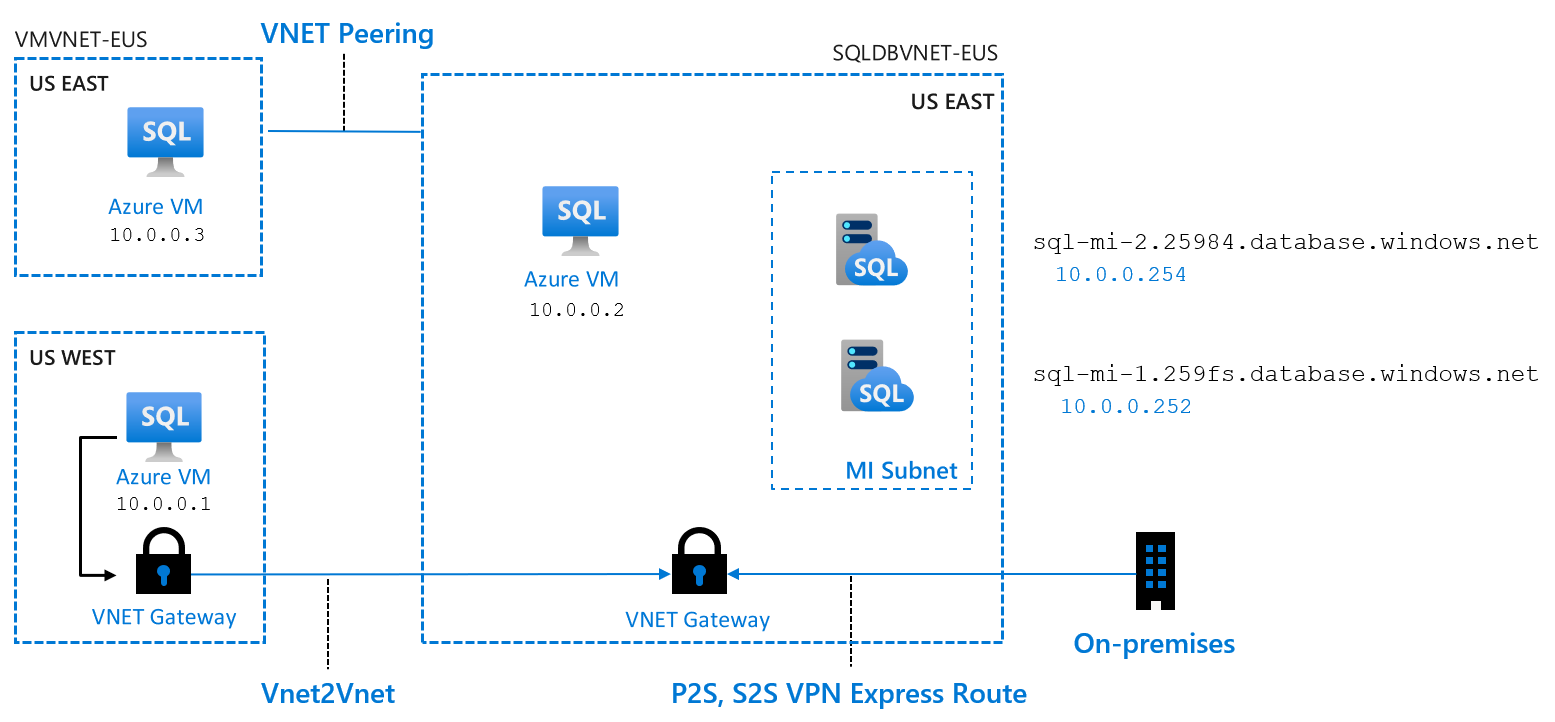 VNET Peering
VMVNET-EUS
SQLDBVNET-EUS
US EAST
SQL
Azure VM
10.0.0.3
US EAST
SQL
Azure VM
10.0.0.2
SQL
sql-mi-2.25984.database.windows.net
10.0.0.254
SQL
sql-mi-1.259fs.database.windows.net
10.0.0.252
MI Subnet
US WEST
SQL
Azure VM
10.0.0.1
VNET Gateway
VNET Gateway
On-premises
Vnet2Vnet
P2S, S2S VPN Express Route